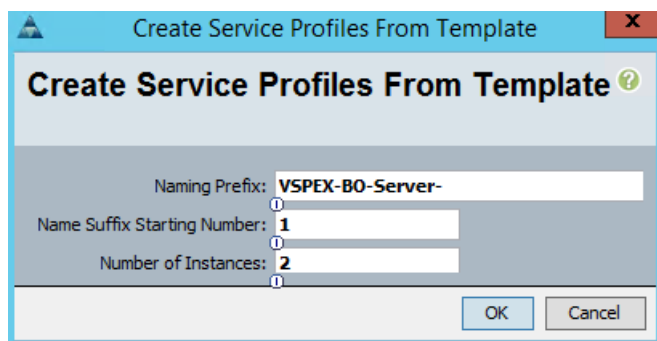 Create Service Profiles From Template X
Create Service Profiles From Template ?
Naming Prefix: VSPEX-BO-Server-
Name Suffix Starting Number: 1
Number of Instances: 2
OK Cancel